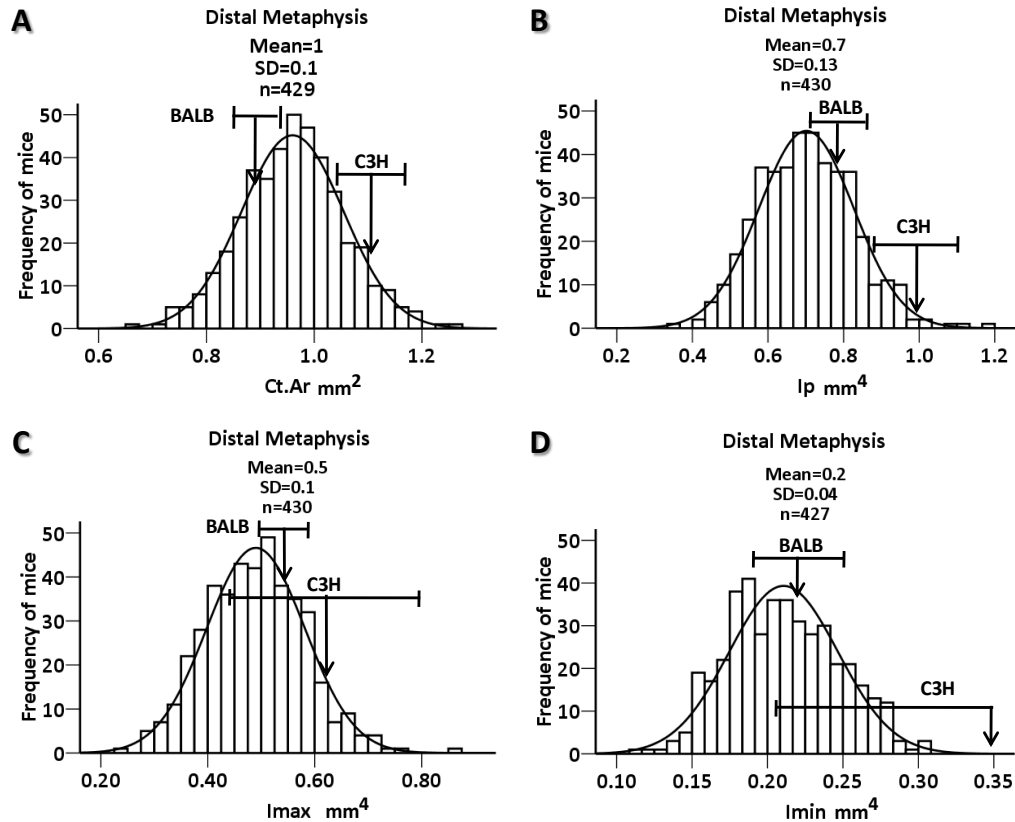 A
Distal Metaphysis
Mean=1
SD=0.1
n=429
BALB
C3H
Frequency of mice
50
40
30
20
10
0
0.6 0.8 1.0 1.2
Ct.Ar mm2
B
Distal Metaphysis
Mean=0.7
SD=0.13
n=430
BALB
C3H
Frequency of mice
50
40
30
20
10
0
0.2 0.4 0.6 0.8 1.0 1.2
Ip mm4
C
Distal Metaphysis
Mean=0.5
SD=0.1
n=430
BALB
C3H
Frequency of mice
50
40
30
20
10
0
0.20 0.40 0.60 0.80
Imax mm4
D
Distal Metaphysis
Mean=0.2
SD=0.04
n=427
BALB
C3H
Frequency of mice
50
40
30
20
10
0
0.10 0.15 0.20 0.25 0.30 0.35
Imin mm4